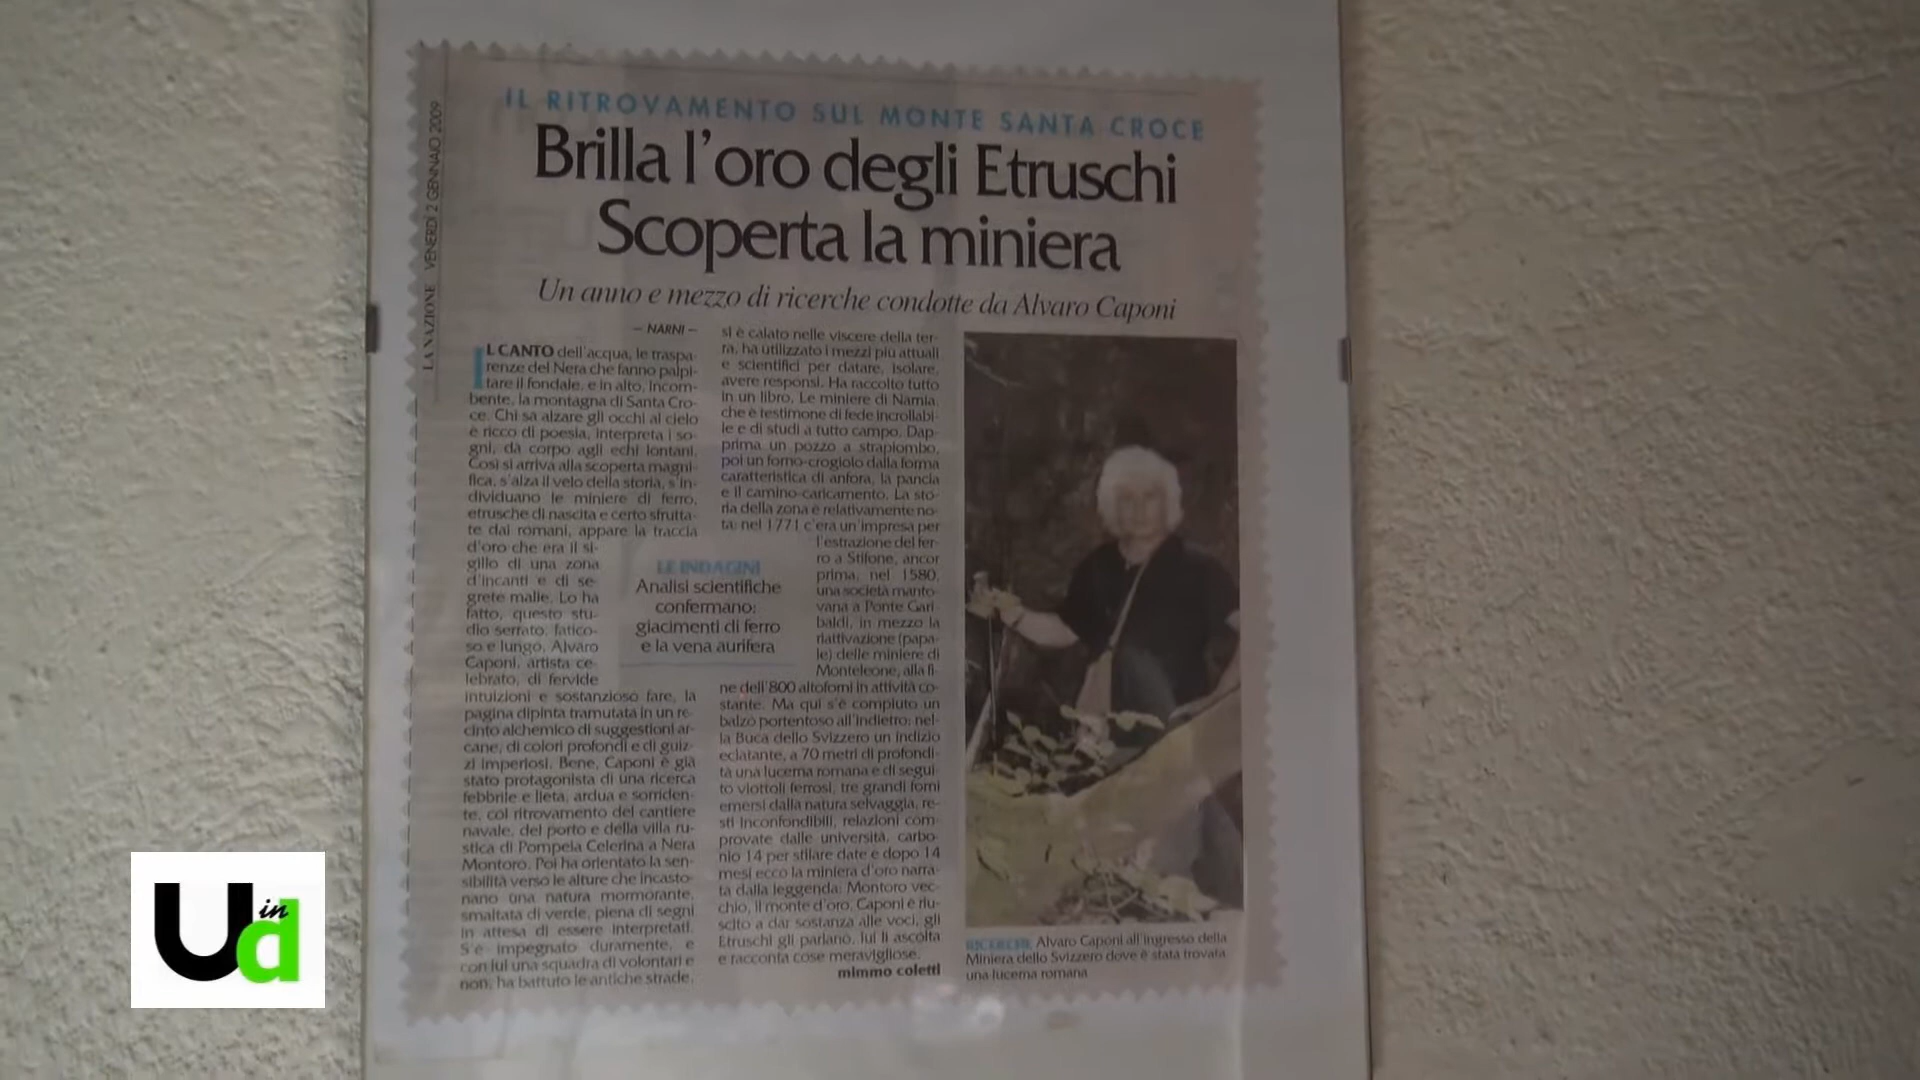 LA NAZIONE VENERDÌ 2 GENNAIO 2009
IL RITROVAMENTO SUL MONTE SANTA CROCE
Brilla l'oro degli Etruschi
Scoperta la miniera
Un anno e mezzo di ricerche condotte da Alvaro Caponi
– NARNI –
IL CANTO dell'acqua, le traspa-
renze del Nera che fanno palpi-
tare il fondale, e in alto, incom-
bente, la montagna di Santa Cro-
ce. Chi sa alzare gli occhi al cielo
è ricco di poesia, interpreta i so-
gni, dà corpo agli echi lontani.
Così si arriva alla scoperta magni-
fica, s'alza il velo della storia, s'in-
dividuano le miniere di ferro,
etrusche di nascita e certo sfrutta-
te dai romani, appare la traccia
d'oro che era il si-
gillo di una zona
d'incanti e di se-
grete malie. Lo ha
fatto, questo stu-
dio serrato, fatico-
so e lungo, Alvaro
Caponi, artista ce-
lebrato, di fervide
intuizioni e sostanzioso fare, la
pagina dipinta tramutata in un re-
cinto alchemico di suggestioni ar-
cane, di colori profondi e di guiz-
zi imperiosi. Bene, Caponi è già
stato protagonista di una ricerca
febbrile e lieta, ardua e sorriden-
te, col ritrovamento del cantiere
navale, del porto e della villa ru-
stica di Pompeia Celerina a Nera
Montoro. Poi ha orientato la sen-
sibilità verso le alture che incasto-
nano una natura mormorante,
smaltata di verde, piena di segni
in attesa di essere interpretati.
S'è impegnato duramente, e
con lui una squadra di volontari e
non, ha battuto le antiche strade,
si è calato nelle viscere della ter-
ra, ha utilizzato i mezzi più attuali
e scientifici per datare, isolare,
avere responsi. Ha raccolto tutto
in un libro, Le miniere di Narnia,
che è testimone di fede incrollabi-
le e di studi a tutto campo. Dap-
prima un pozzo a strapiombo,
poi un forno-crogiolo dalla forma
caratteristica di anfora, la pancia
e il camino-caricamento. La sto-
ria della zona è relativamente no-
ta: nel 1771 c'era un'impresa per
l'estrazione del fer-
ro a Stifone, ancor
prima, nel 1580,
una società manto-
vana a Ponte Gari-
baldi, in mezzo la
riattivazione (papa-
le) delle miniere di
Monteleone, alla fi-
ne dell'800 altoforni in attività co-
stante. Ma qui s'è compiuto un
balzo portentoso all'indietro: nel-
la Buca dello Svizzero un indizio
eclatante, a 70 metri di profondi-
tà una lucerna romana e di segui-
to viottoli ferrosi, tre grandi forni
emersi dalla natura selvaggia, re-
sti inconfondibili, relazioni com-
provate dalle università, carbo-
nio 14 per stilare date e dopo 14
mesi ecco la miniera d'oro narra-
ta dalla leggenda: Montoro vec-
chio, il monte d'oro. Caponi è riu-
scito a dar sostanza alle voci, gli
Etruschi gli parlano, lui li ascolta
e racconta cose meravigliose.
mimmo coletti
LE INDAGINI
Analisi scientifiche
confermano:
giacimenti di ferro
e la vena aurifera
RICERCHE Alvaro Caponi all'ingresso della
Miniera dello Svizzero dove è stata trovata
una lucerna romana
U in d